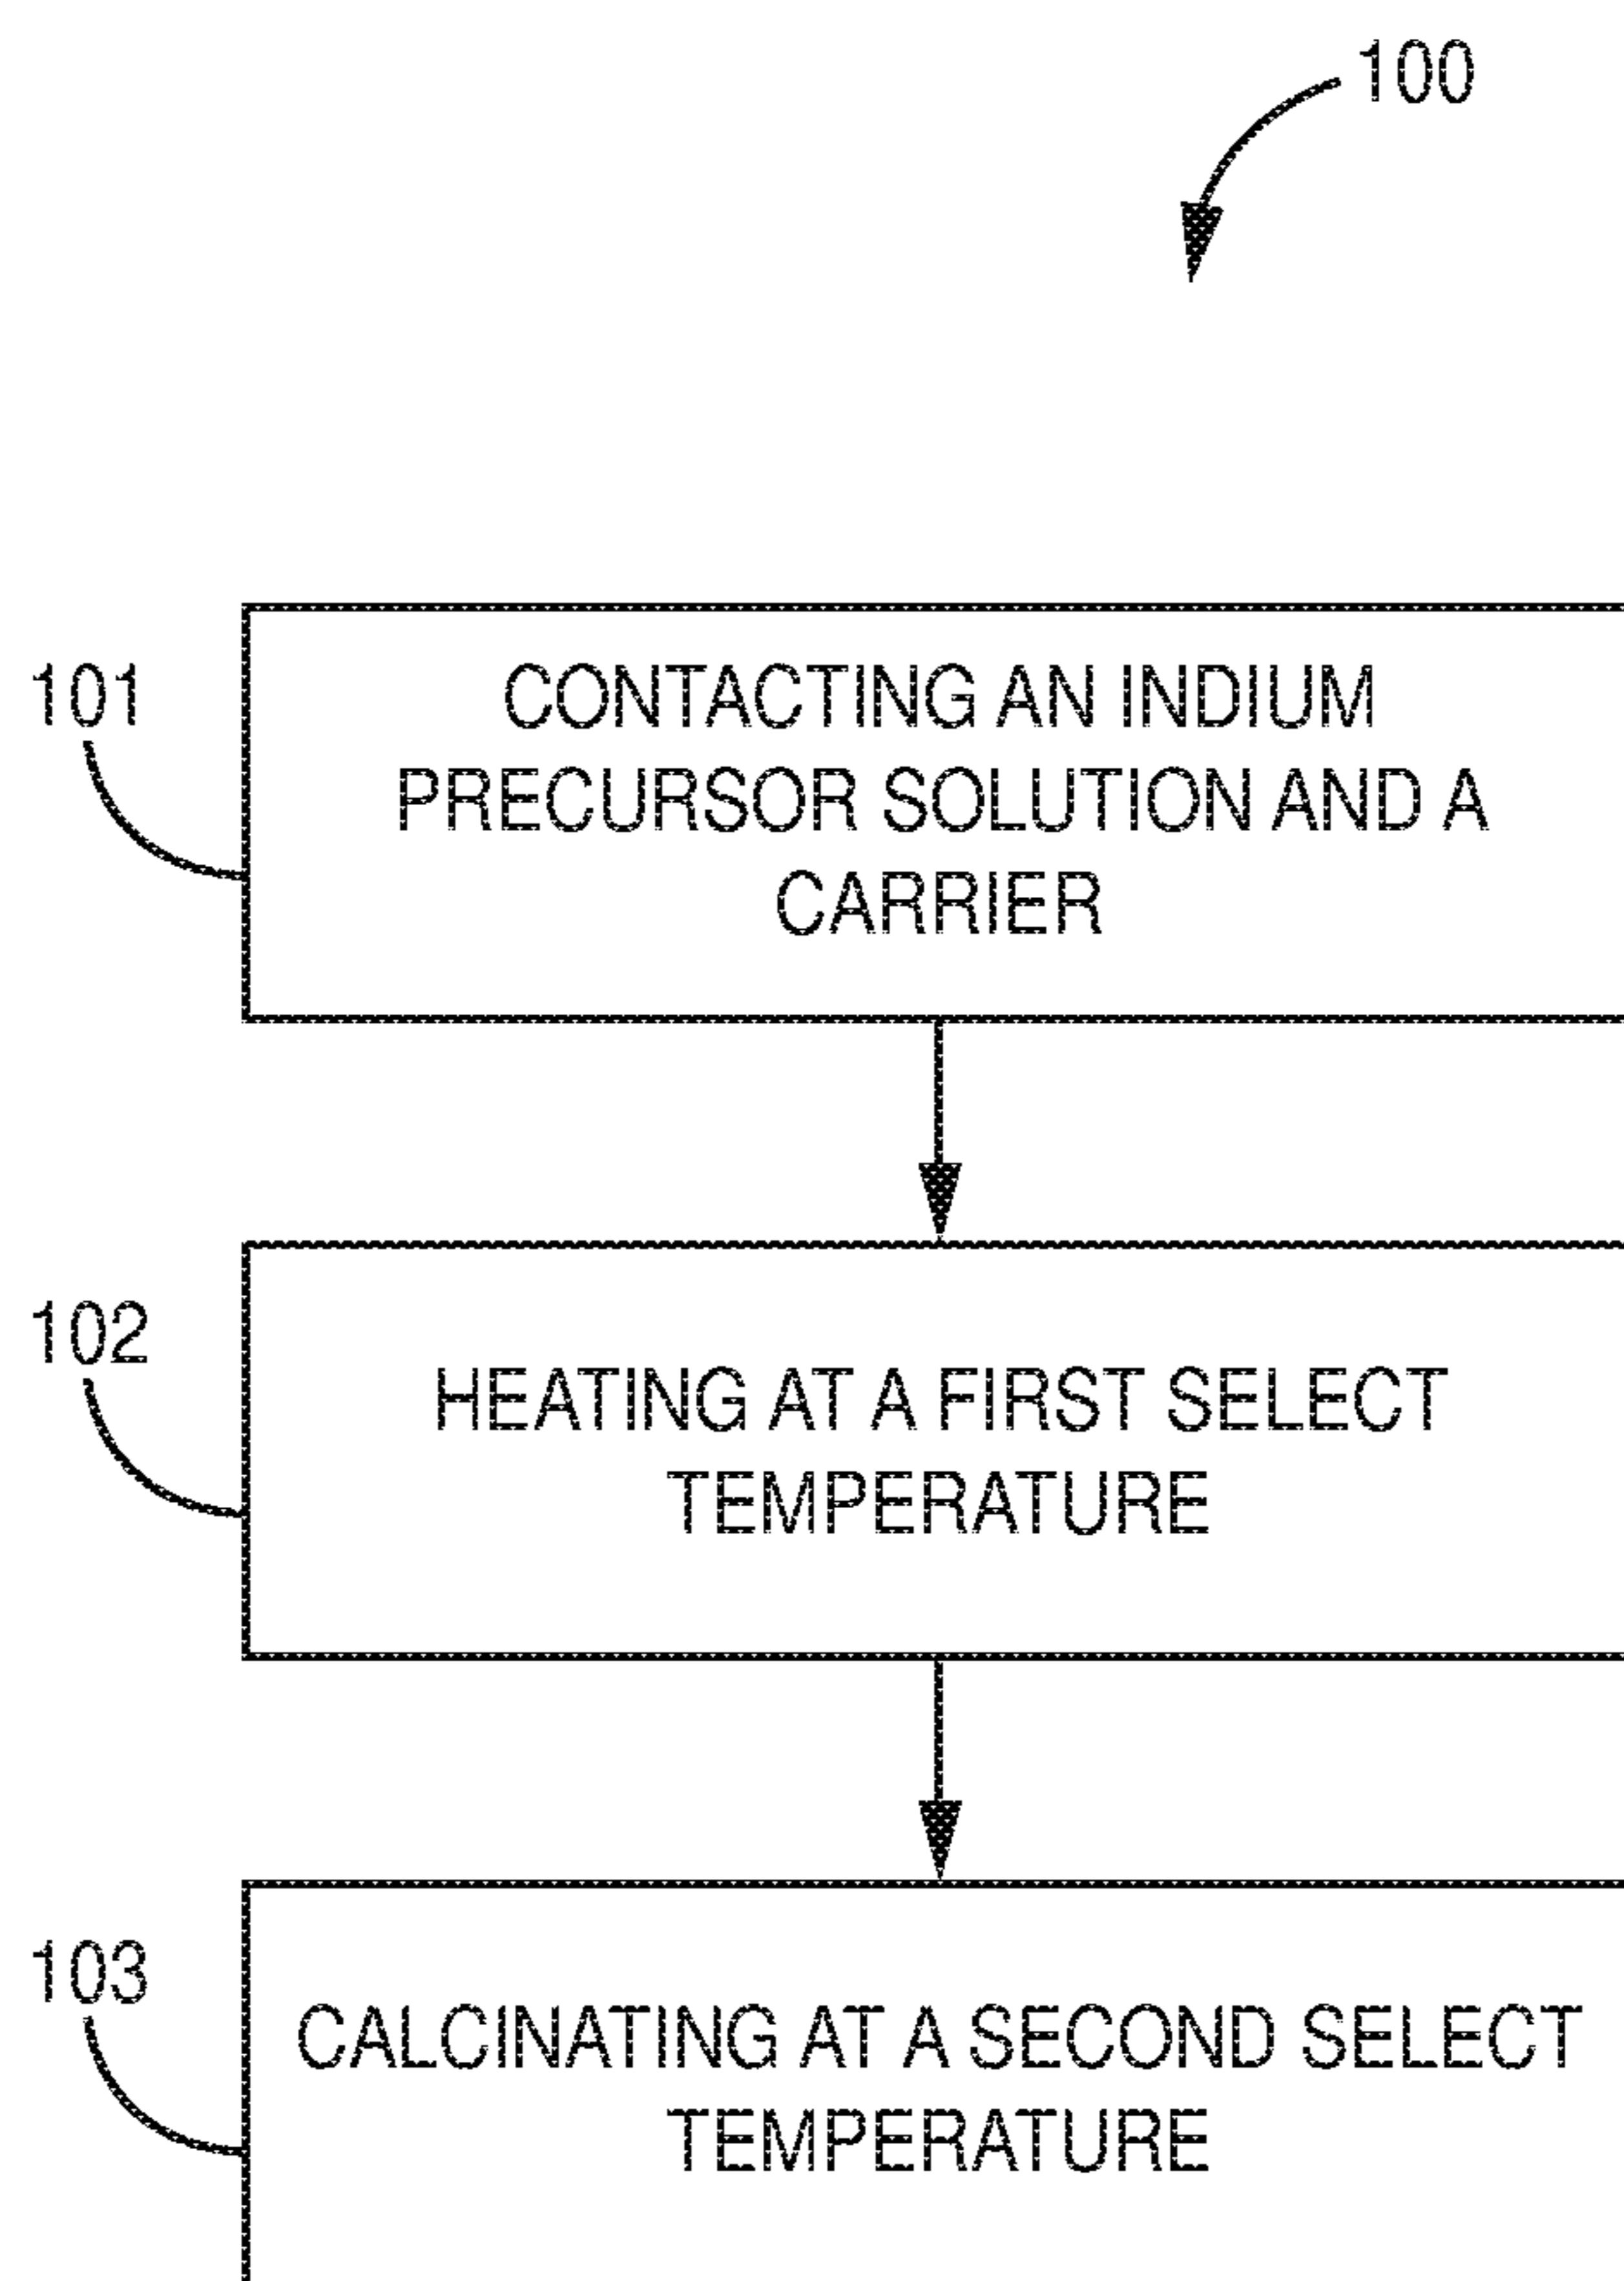 100
101
CONTACTING AN INDIUM
PRECURSOR SOLUTION AND A
CARRIER
102
HEATING AT A FIRST SELECT
TEMPERATURE
103
CALCINATING AT A SECOND SELECT
TEMPERATURE